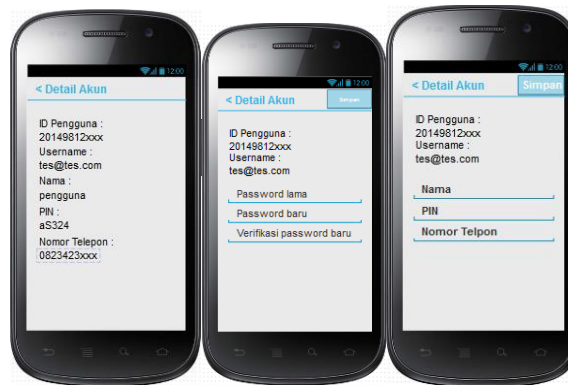 12:00
< Detail Akun
ID Pengguna :
20149812xxx
Username :
tes@tes.com
Nama :
pengguna
PIN :
aS324
Nomor Telepon :
0823423xxx
12:00
< Detail Akun
Simpan
ID Pengguna :
20149812xxx
Username :
tes@tes.com
Password lama
Password baru
Verifikasi password baru
12:00
< Detail Akun
Simpan
ID Pengguna :
20149812xxx
Username :
tes@tes.com
Nama
PIN
Nomor Telpon